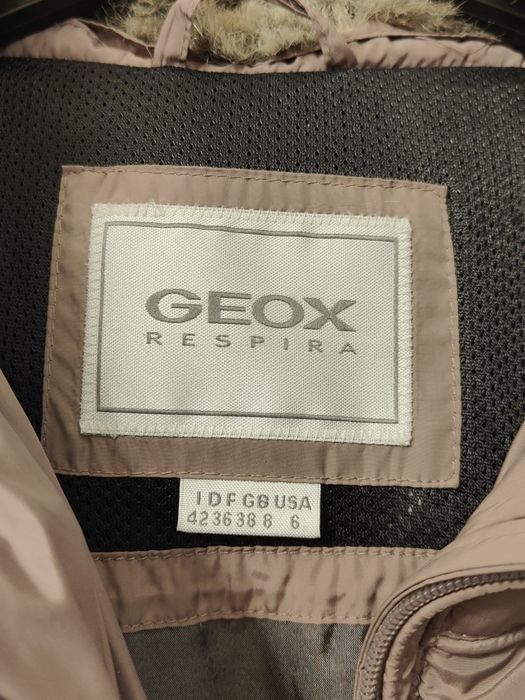 GEOX
RESPIRA
I D F GB USA
42 36 38 8 6